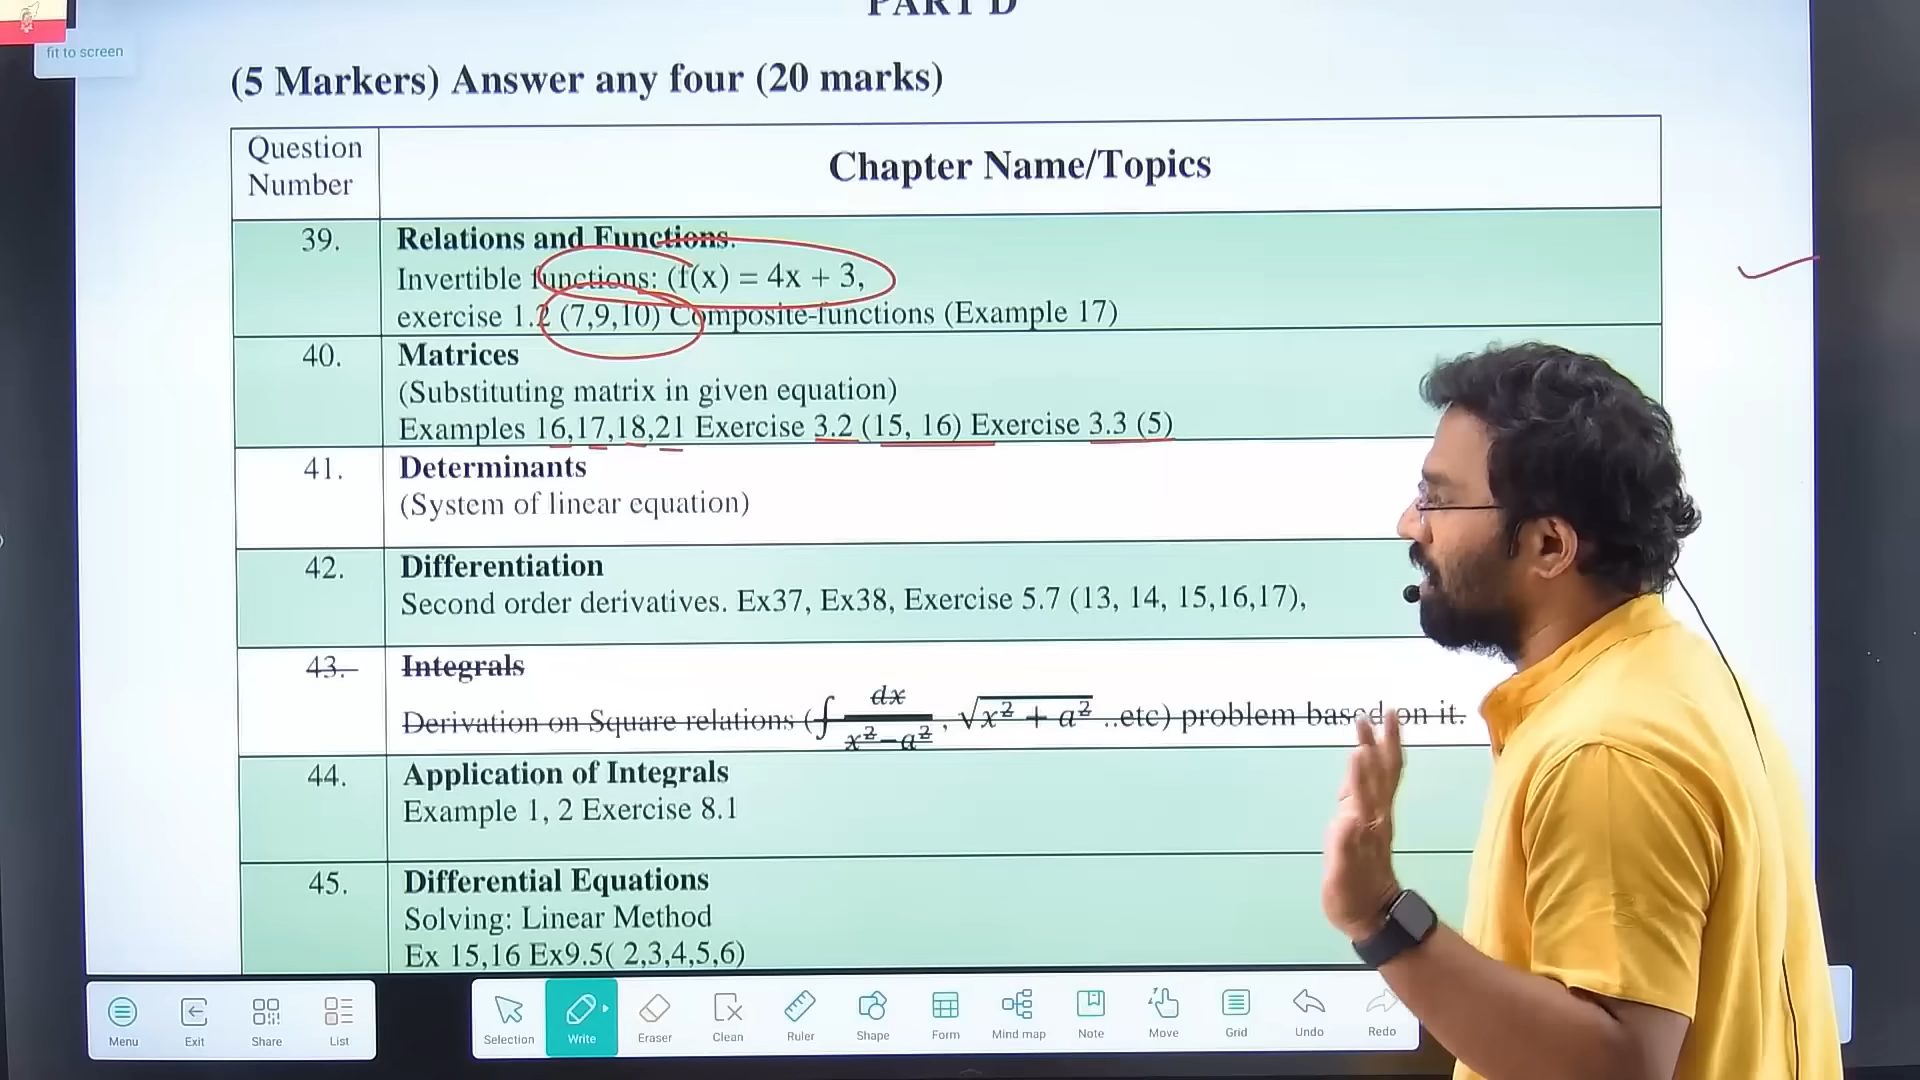 PART D
fit to screen
(5 Markers) Answer any four (20 marks)
Question Number
Chapter Name/Topics
39.
Relations and Functions.
Invertible functions: (f(x) = 4x + 3,
exercise 1.2 (7,9,10) Composite-functions (Example 17)
40.
Matrices
(Substituting matrix in given equation)
Examples 16,17,18,21 Exercise 3.2 (15, 16) Exercise 3.3 (5)
41.
Determinants
(System of linear equation)
42.
Differentiation
Second order derivatives. Ex37, Ex38, Exercise 5.7 (13, 14, 15,16,17),
43.
Integrals
Derivation on Square relations (∫ dx/(x² – a²), √(x² + a²) ..etc) problem based on it.
44.
Application of Integrals
Example 1, 2 Exercise 8.1
45.
Differential Equations
Solving: Linear Method
Ex 15,16 Ex9.5( 2,3,4,5,6)
Menu Exit Share List Selection Write Eraser Clean Ruler Shape Form Mind map Note Move Grid Undo Redo